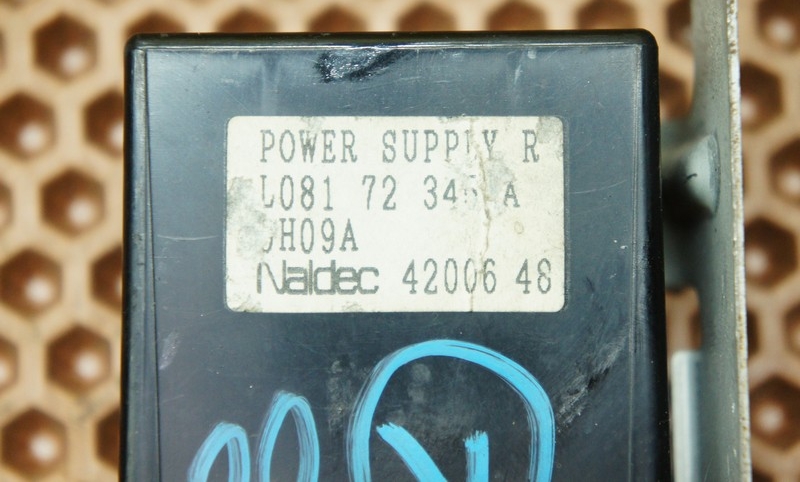 POWER SUPPLY R
L081 72 345 A
H09A
Naldec 42006 48